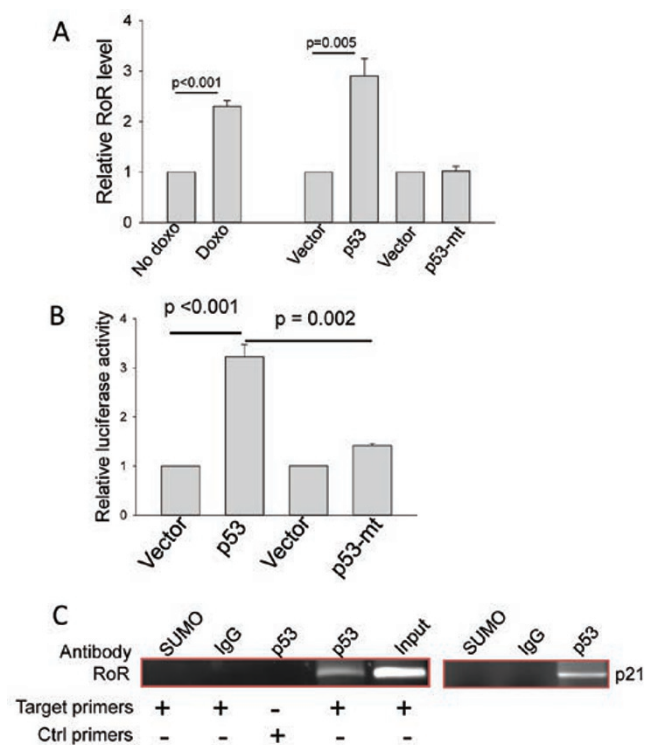 A
Relative RoR level
4
3
2
1
0
p<0.001
p=0.005
No doxo
Doxo
Vector
p53
Vector
p53-mt
B
Relative luciferase activity
4
3
2
1
0
p <0.001
p = 0.002
Vector
p53
Vector
p53-mt
C
Antibody
SUMO
IgG
p53
p53
Input
SUMO
IgG
p53
RoR
p21
Target primers + + - + +
Ctrl primers - - + - -